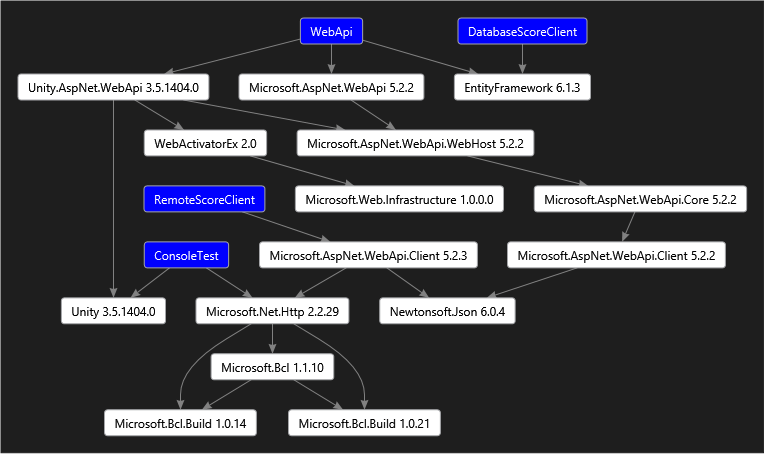 WebApi
DatabaseScoreClient
Unity.AspNet.WebApi 3.5.1404.0
Microsoft.AspNet.WebApi 5.2.2
EntityFramework 6.1.3
WebActivatorEx 2.0
Microsoft.AspNet.WebApi.WebHost 5.2.2
RemoteScoreClient
Microsoft.Web.Infrastructure 1.0.0.0
Microsoft.AspNet.WebApi.Core 5.2.2
ConsoleTest
Microsoft.AspNet.WebApi.Client 5.2.3
Microsoft.AspNet.WebApi.Client 5.2.2
Unity 3.5.1404.0
Microsoft.Net.Http 2.2.29
Newtonsoft.Json 6.0.4
Microsoft.Bcl 1.1.10
Microsoft.Bcl.Build 1.0.14
Microsoft.Bcl.Build 1.0.21